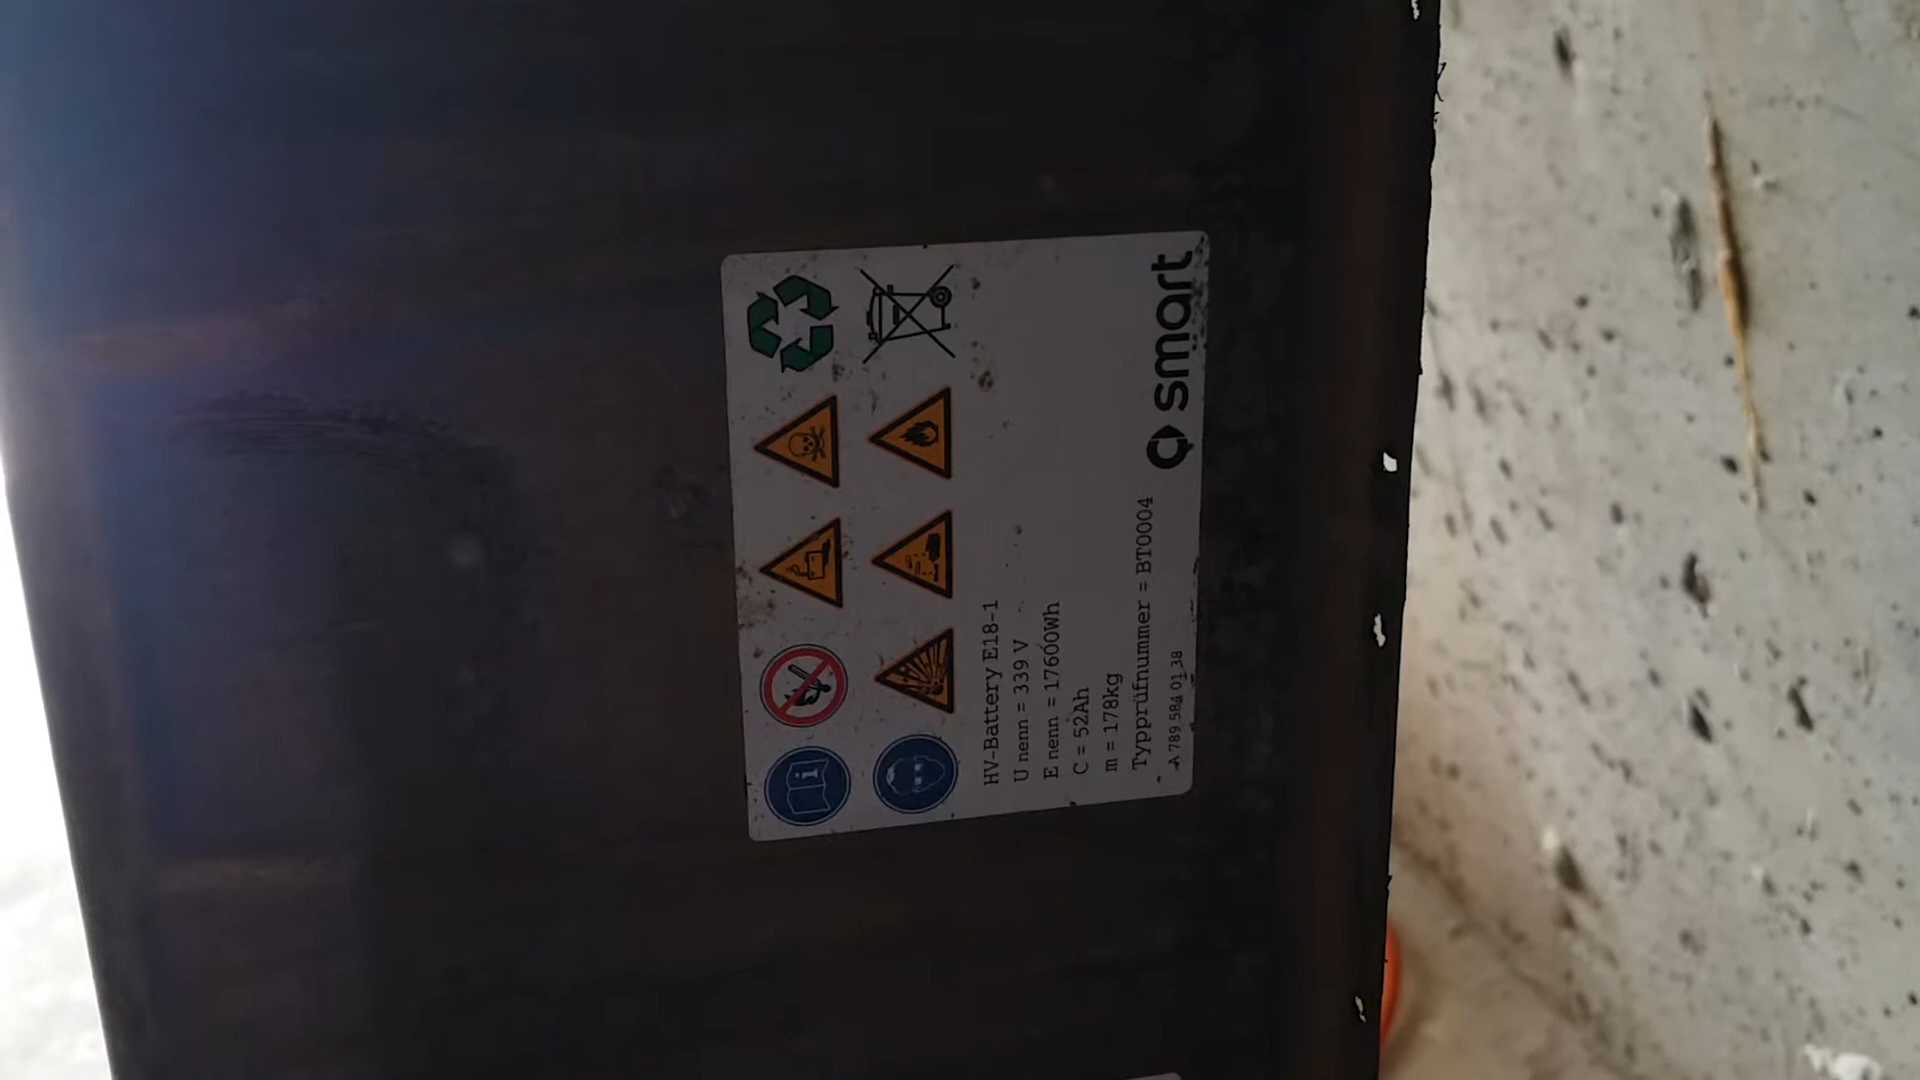 HV-Battery E18-1
U nenn = 339 V
E nenn = 17600Wh
C = 52Ah
m = 178kg
Typprüfnummer = BT0004
A 789 584 01 38
smart